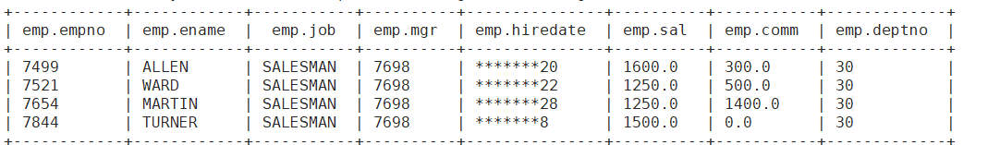 +------------+------------+-----------+----------+---------------+----------+-----------+-------------+
| emp.empno | emp.ename | emp.job | emp.mgr | emp.hiredate | emp.sal | emp.comm | emp.deptno |
+------------+------------+-----------+----------+---------------+----------+-----------+-------------+
| 7499 | ALLEN | SALESMAN | 7698 | *******20 | 1600.0 | 300.0 | 30 |
| 7521 | WARD | SALESMAN | 7698 | *******22 | 1250.0 | 500.0 | 30 |
| 7654 | MARTIN | SALESMAN | 7698 | *******28 | 1250.0 | 1400.0 | 30 |
| 7844 | TURNER | SALESMAN | 7698 | *******8 | 1500.0 | 0.0 | 30 |
+------------+------------+-----------+----------+---------------+----------+-----------+-------------+